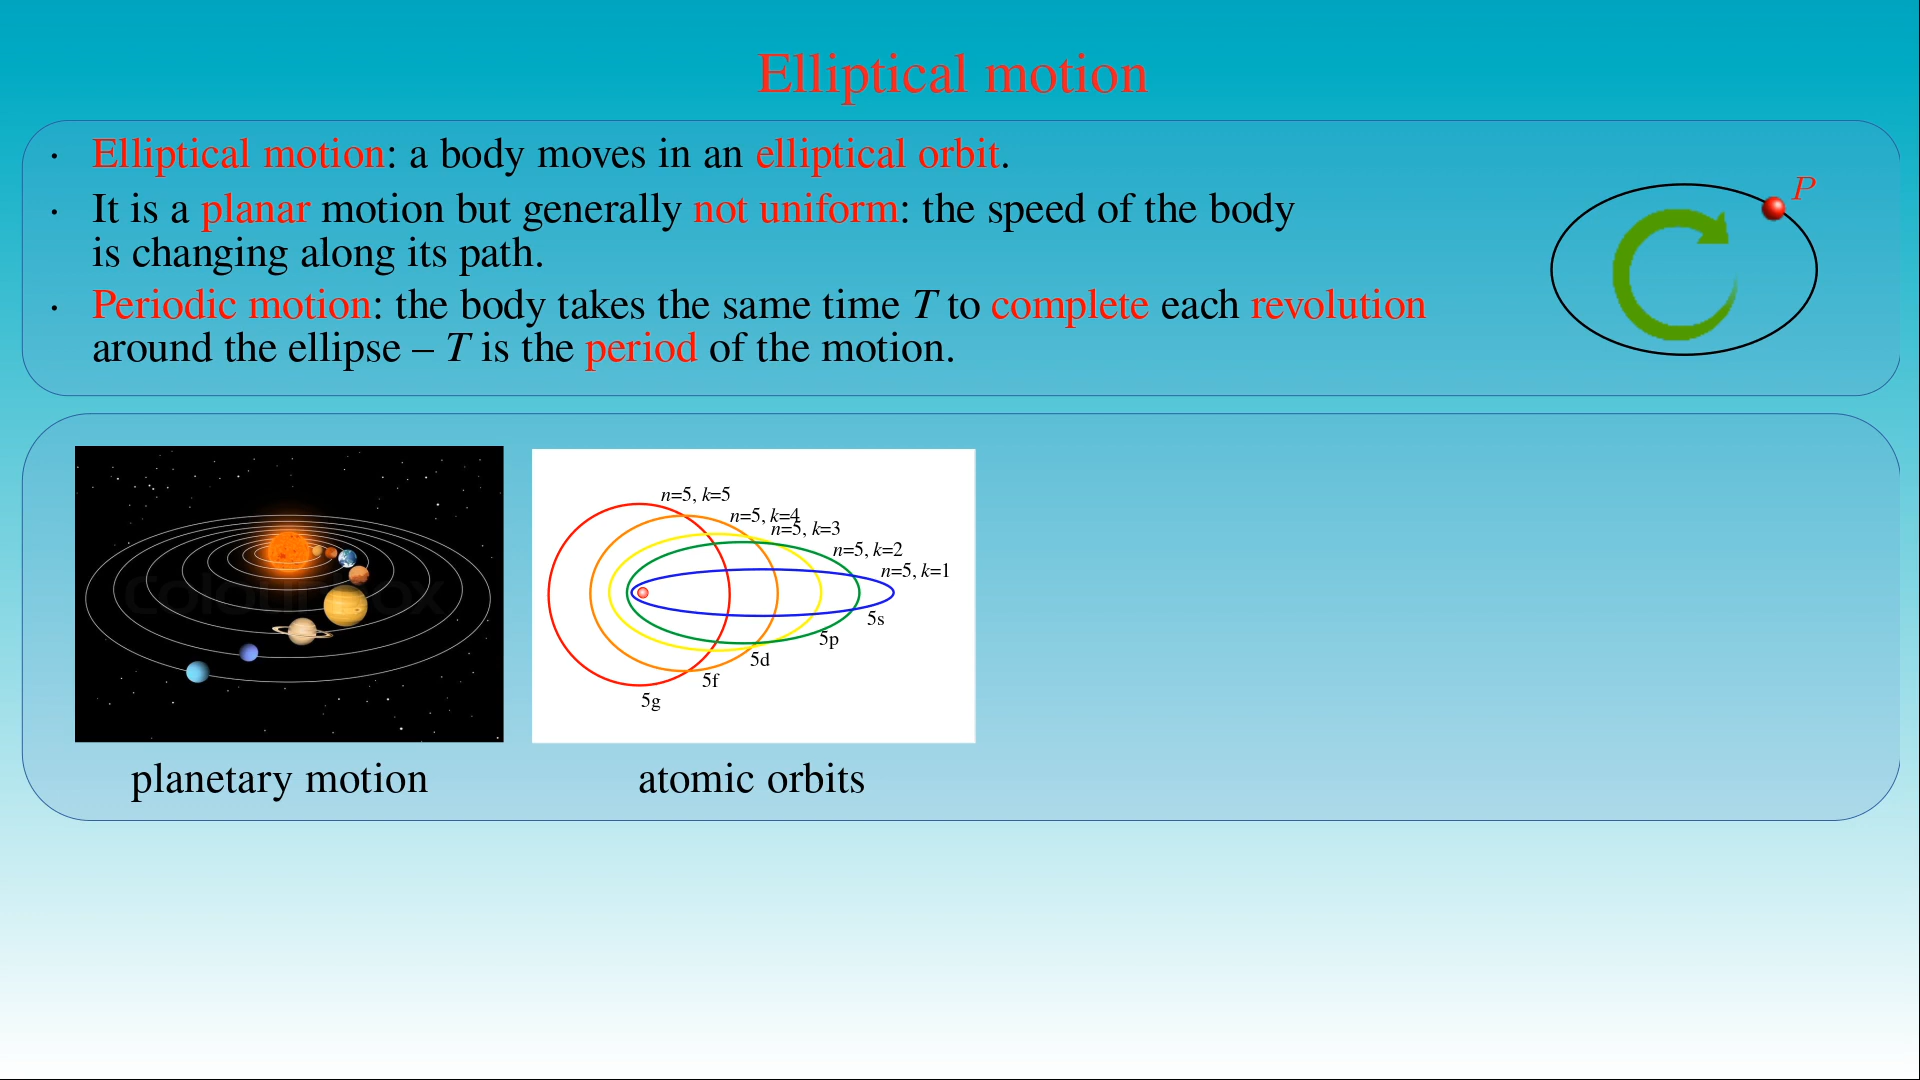 Elliptical motion
· Elliptical motion: a body moves in an elliptical orbit.
· It is a planar motion but generally not uniform: the speed of the body
is changing along its path.
· Periodic motion: the body takes the same time T to complete each revolution
around the ellipse – T is the period of the motion.
P
colourbox
n=5, k=5
n=5, k=4
n=5, k=3
n=5, k=2
n=5, k=1
5s
5p
5d
5f
5g
planetary motion
atomic orbits